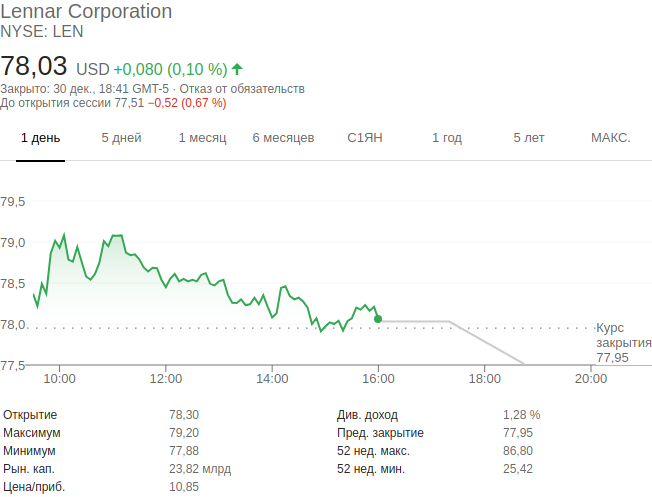 Lennar Corporation
NYSE: LEN
78,03 USD +0,080 (0,10 %)
Закрыто: 30 дек., 18:41 GMT-5 · Отказ от обязательств
До открытия сессии 77,51 −0,52 (0,67 %)
1 день 5 дней 1 месяц 6 месяцев С1ЯН 1 год 5 лет МАКС.
79,5
79,0
78,5
78,0
Курс
закрытия
77,95
77,5
10:00 12:00 14:00 16:00 18:00 20:00
Открытие 78,30 Див. доход 1,28 %
Максимум 79,20 Пред. закрытие 77,95
Минимум 77,88 52 нед. макс. 86,80
Рын. кап. 23,82 млрд 52 нед. мин. 25,42
Цена/приб. 10,85